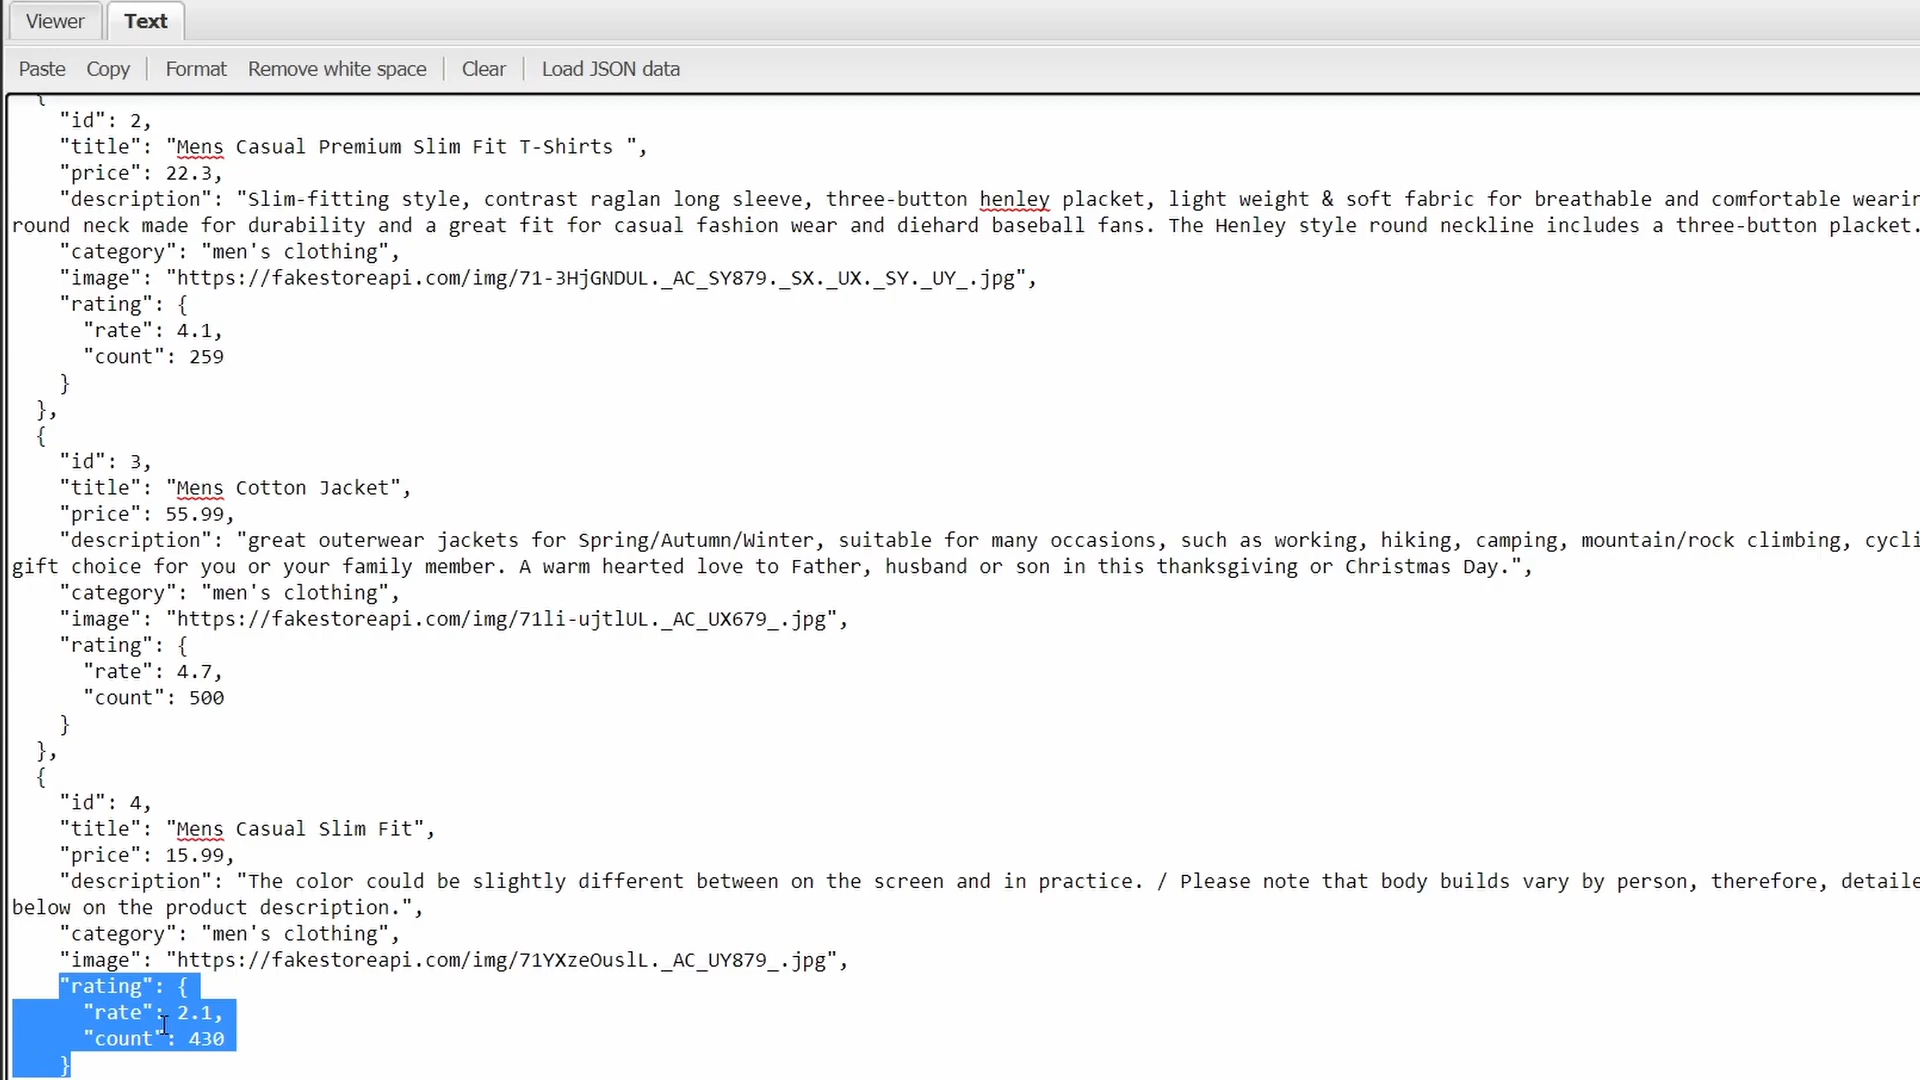 Viewer Text
Paste Copy Format Remove white space Clear Load JSON data
{
"id": 2,
"title": "Mens Casual Premium Slim Fit T-Shirts ",
"price": 22.3,
"description": "Slim-fitting style, contrast raglan long sleeve, three-button henley placket, light weight & soft fabric for breathable and comfortable
round neck made for durability and a great fit for casual fashion wear and diehard baseball fans. The Henley style round neckline includes a three-button placket.
"category": "men's clothing",
"image": "https://fakestoreapi.com/img/71-3HjGNDUL._AC_SY879._SX._UX._SY._UY_.jpg",
"rating": {
"rate": 4.1,
"count": 259
}
},
{
"id": 3,
"title": "Mens Cotton Jacket",
"price": 55.99,
"description": "great outerwear jackets for Spring/Autumn/Winter, suitable for many occasions, such as working, hiking, camping, mountain/rock climbing,
gift choice for you or your family member. A warm hearted love to Father, husband or son in this thanksgiving or Christmas Day.",
"category": "men's clothing",
"image": "https://fakestoreapi.com/img/71li-ujtlUL._AC_UX679_.jpg",
"rating": {
"rate": 4.7,
"count": 500
}
},
{
"id": 4,
"title": "Mens Casual Slim Fit",
"price": 15.99,
"description": "The color could be slightly different between on the screen and in practice. / Please note that body builds vary by person, therefore,
below on the product description.",
"category": "men's clothing",
"image": "https://fakestoreapi.com/img/71YXzeOuslL._AC_UY879_.jpg",
"rating": {
"rate": 2.1,
"count": 430
}